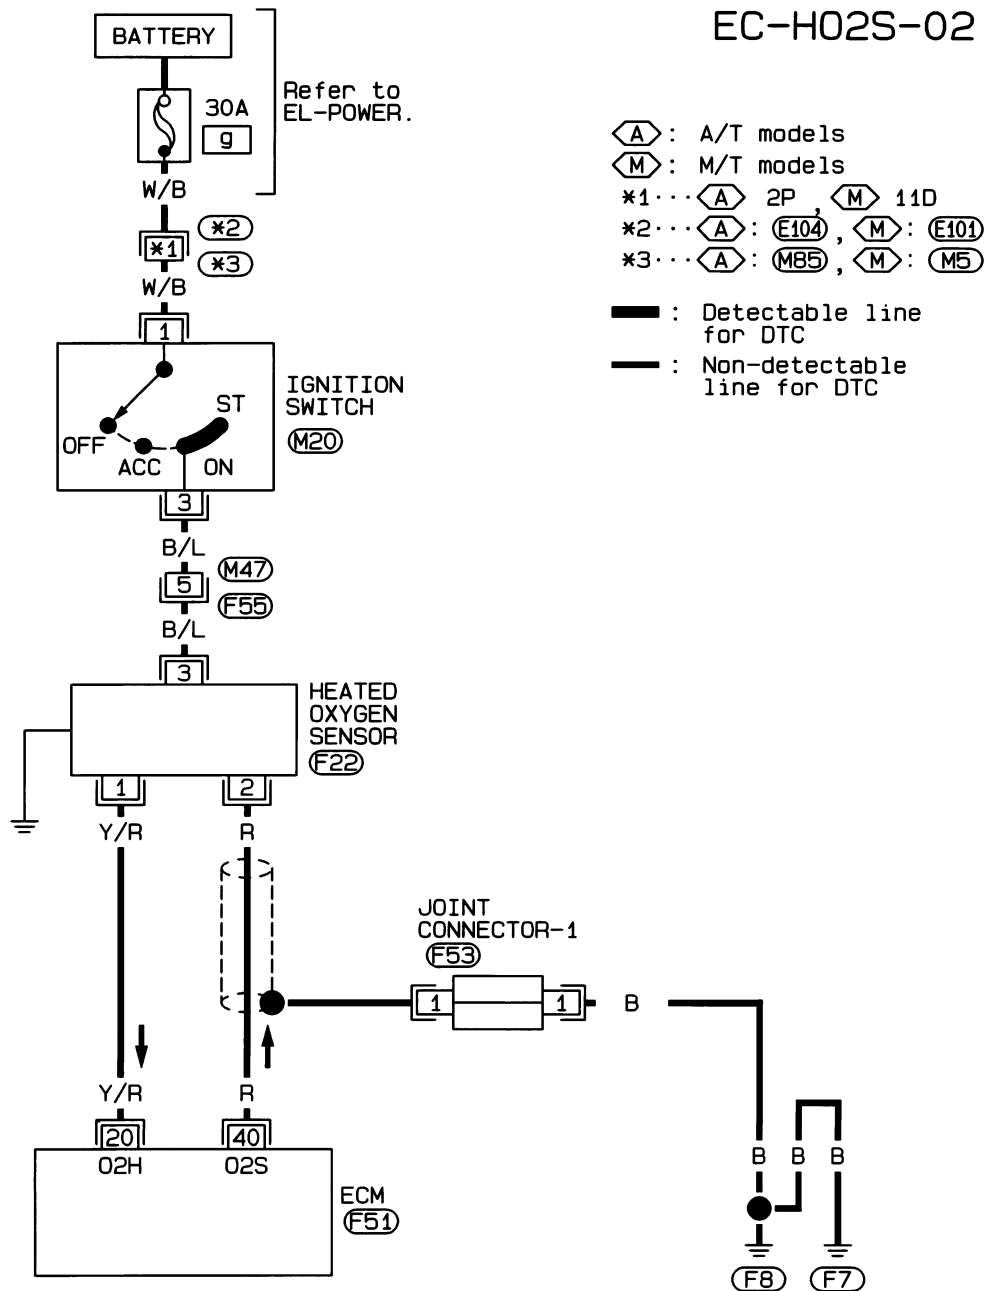 EC-HO2S-02
BATTERY
30A
g
Refer to
EL-POWER.
W/B
*1
*2
*3
W/B
1
A : A/T models
M : M/T models
*1··· A 2P , M 11D
*2··· A : E104 , M : E101
*3··· A : M85 , M : M5
: Detectable line
for DTC
: Non-detectable
line for DTC
OFF
ACC
ON
ST
IGNITION
SWITCH
M20
3
B/L
5
M47
F55
B/L
3
HEATED
OXYGEN
SENSOR
F22
1
2
Y/R
R
JOINT
CONNECTOR-1
F53
1
1
B
Y/R
R
20
40
O2H
O2S
ECM
F51
B
B
B
F8
F7